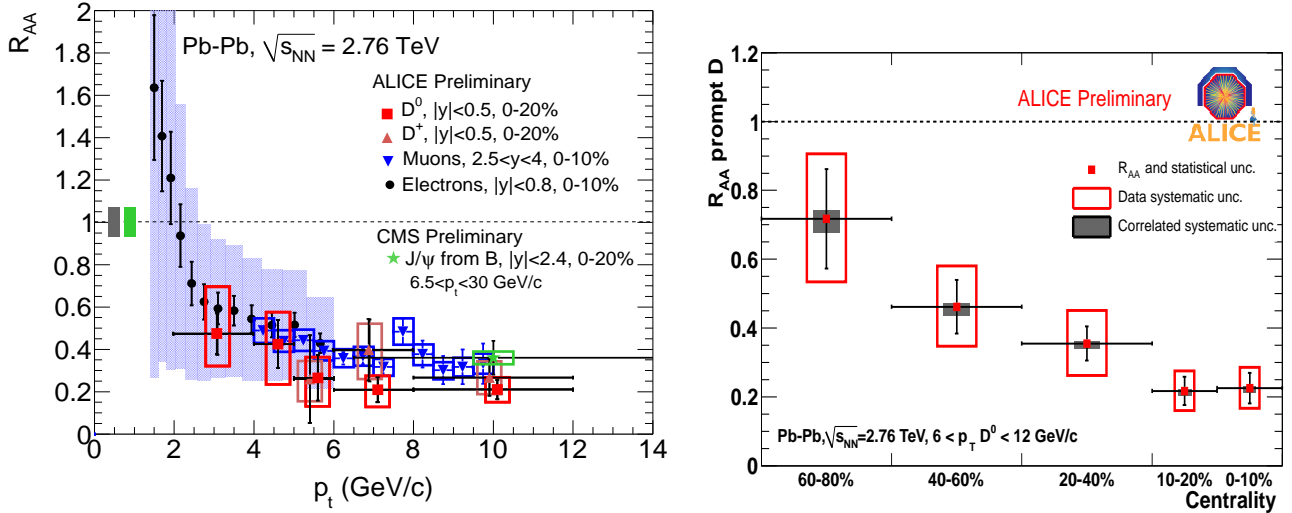 R_AA
2
1.8
1.6
1.4
1.2
1
0.8
0.6
0.4
0.2
0
Pb-Pb, √s_NN = 2.76 TeV
ALICE Preliminary
D^0, |y|<0.5, 0-20%
D^+, |y|<0.5, 0-20%
Muons, 2.5<y<4, 0-10%
Electrons, |y|<0.8, 0-10%
CMS Preliminary
J/ψ from B, |y|<2.4, 0-20%
6.5<p_t<30 GeV/c
0 2 4 6 8 10 12 14
p_t (GeV/c)
R_AA prompt D
1.2
1
0.8
0.6
0.4
0.2
0
ALICE Preliminary
ALICE
R_AA and statistical unc.
Data systematic unc.
Correlated systematic unc.
Pb-Pb,√s_NN=2.76 TeV, 6 < p_T D^0 < 12 GeV/c
60-80% 40-60% 20-40% 10-20% 0-10%
Centrality